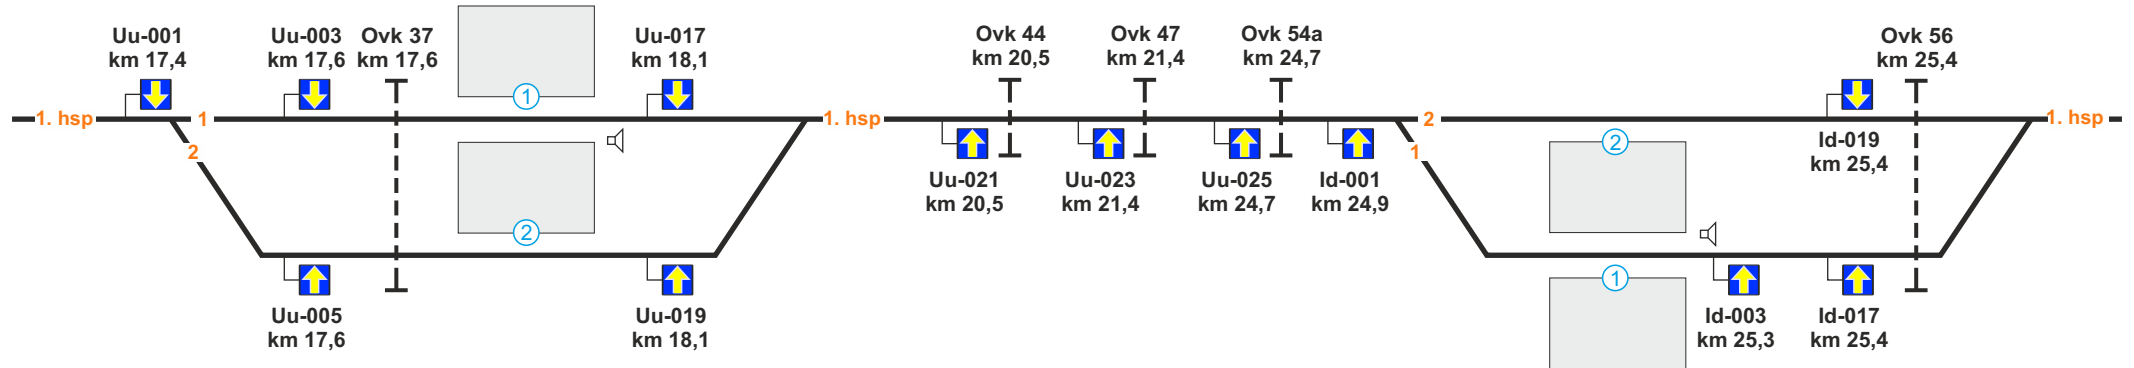 Uu-001
km 17,4
Uu-003
km 17,6
Ovk 37
km 17,6
Uu-017
km 18,1
Ovk 44
km 20,5
Ovk 47
km 21,4
Ovk 54a
km 24,7
Ovk 56
km 25,4
1
1. hsp
1
1. hsp
2
1. hsp
2
1
2
Id-019
km 25,4
Uu-021
km 20,5
Uu-023
km 21,4
Uu-025
km 24,7
Id-001
km 24,9
2
1
Uu-005
km 17,6
Uu-019
km 18,1
Id-003
km 25,3
Id-017
km 25,4